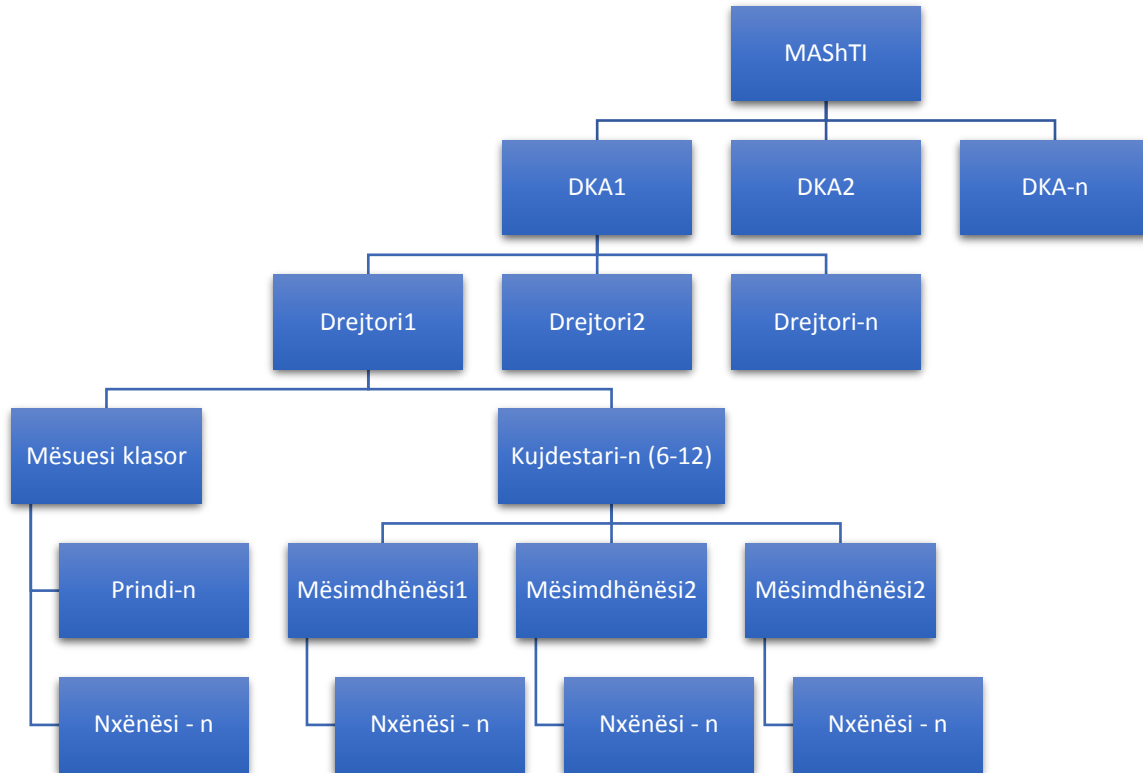 MAShTI
DKA1
DKA2
DKA-n
Drejtori1
Drejtori2
Drejtori-n
Mësuesi klasor
Kujdestari-n (6-12)
Prindi-n
Mësimdhënësi1
Mësimdhënësi2
Mësimdhënësi2
Nxënësi - n
Nxënësi - n
Nxënësi - n
Nxënësi - n